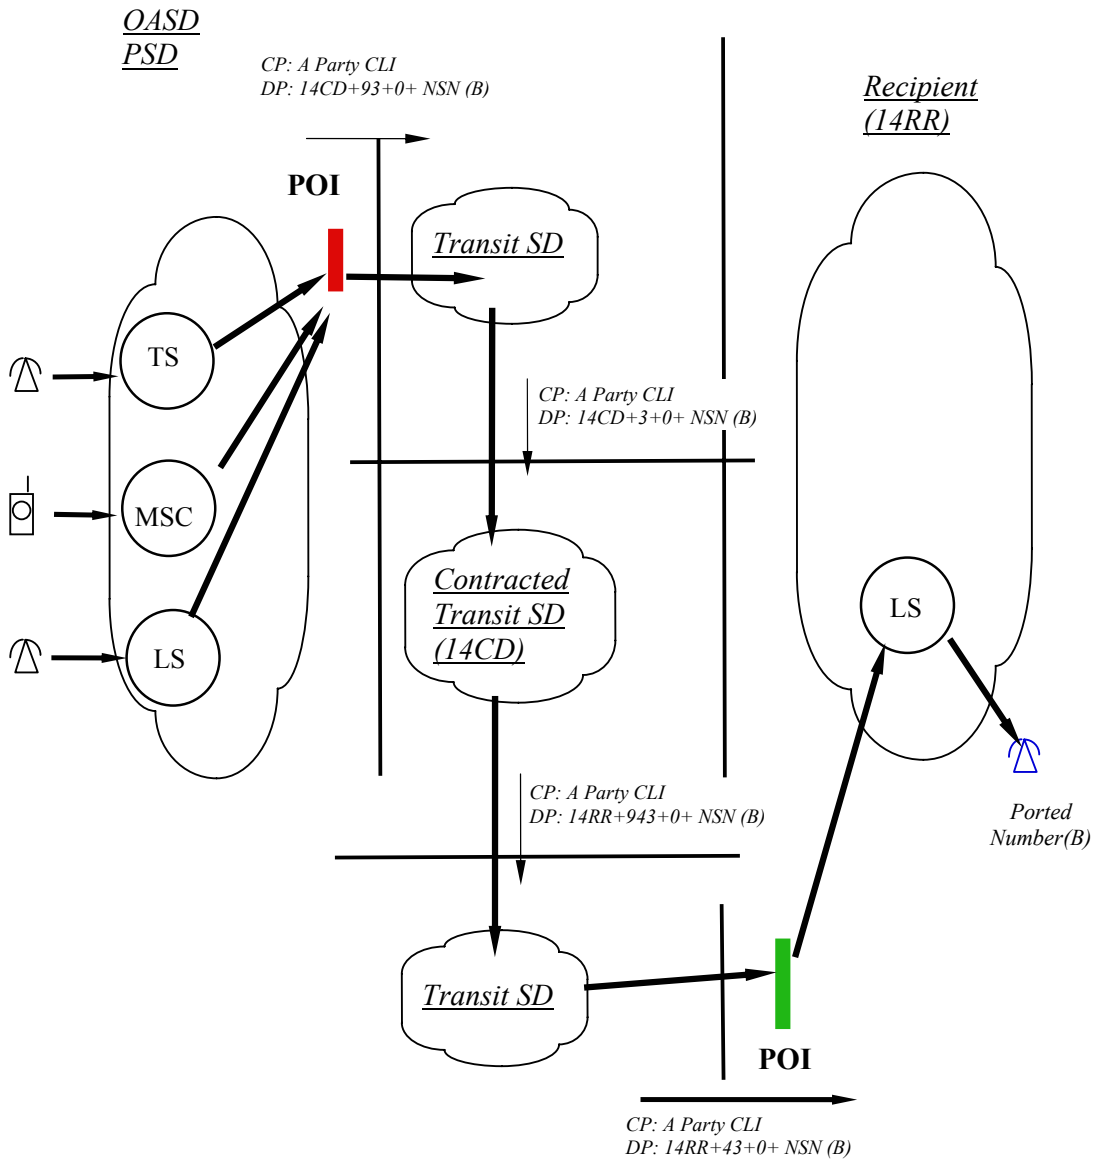 OASD
PSD
CP: A Party CLI
DP: 14CD+93+0+ NSN (B)
Recipient
(14RR)
POI
Transit SD
TS
CP: A Party CLI
DP: 14CD+3+0+ NSN (B)
MSC
Contracted
Transit SD
(14CD)
LS
LS
CP: A Party CLI
DP: 14RR+943+0+ NSN (B)
Ported
Number(B)
Transit SD
POI
CP: A Party CLI
DP: 14RR+43+0+ NSN (B)